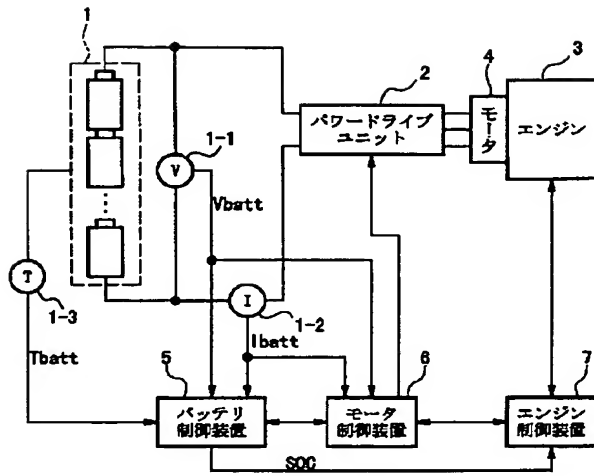 1
2
4
3
パワードライブ
ユニット
モータ
エンジン
V
1-1
Vbatt
T
1-3
I
1-2
Tbatt
Ibatt
5
6
7
バッテリ
制御装置
モータ
制御装置
エンジン
制御装置
SOC